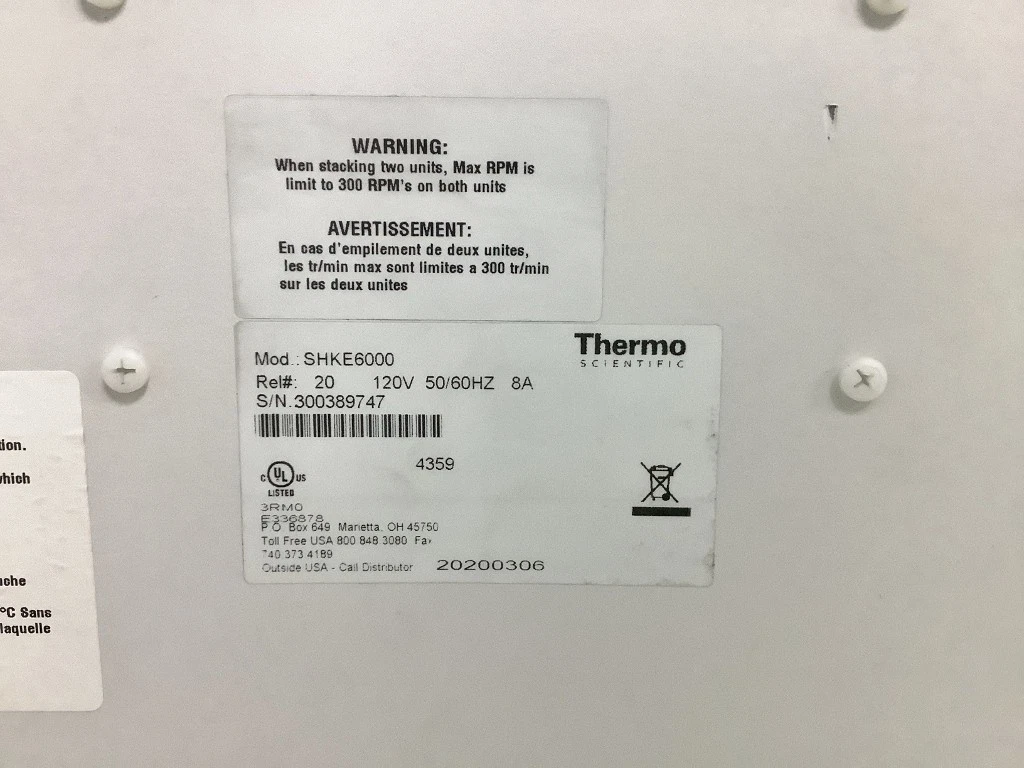 WARNING:
When stacking two units, Max RPM is
limit to 300 RPM's on both units
AVERTISSEMENT:
En cas d'empilement de deux unites,
les tr/min max sont limites a 300 tr/min
sur les deux unites
Thermo
SCIENTIFIC
Mod.: SHKE6000
Rel#: 20 120V 50/60HZ 8A
S/N.300389747
4359
C UL US
LISTED
3RM0
E336878
P O Box 649 Marietta, OH 45750
Toll Free USA 800 848 3080 Fax
740 373 4189
Outside USA - Call Distributor 20200306
tion.
which
°C Sans
laquelle